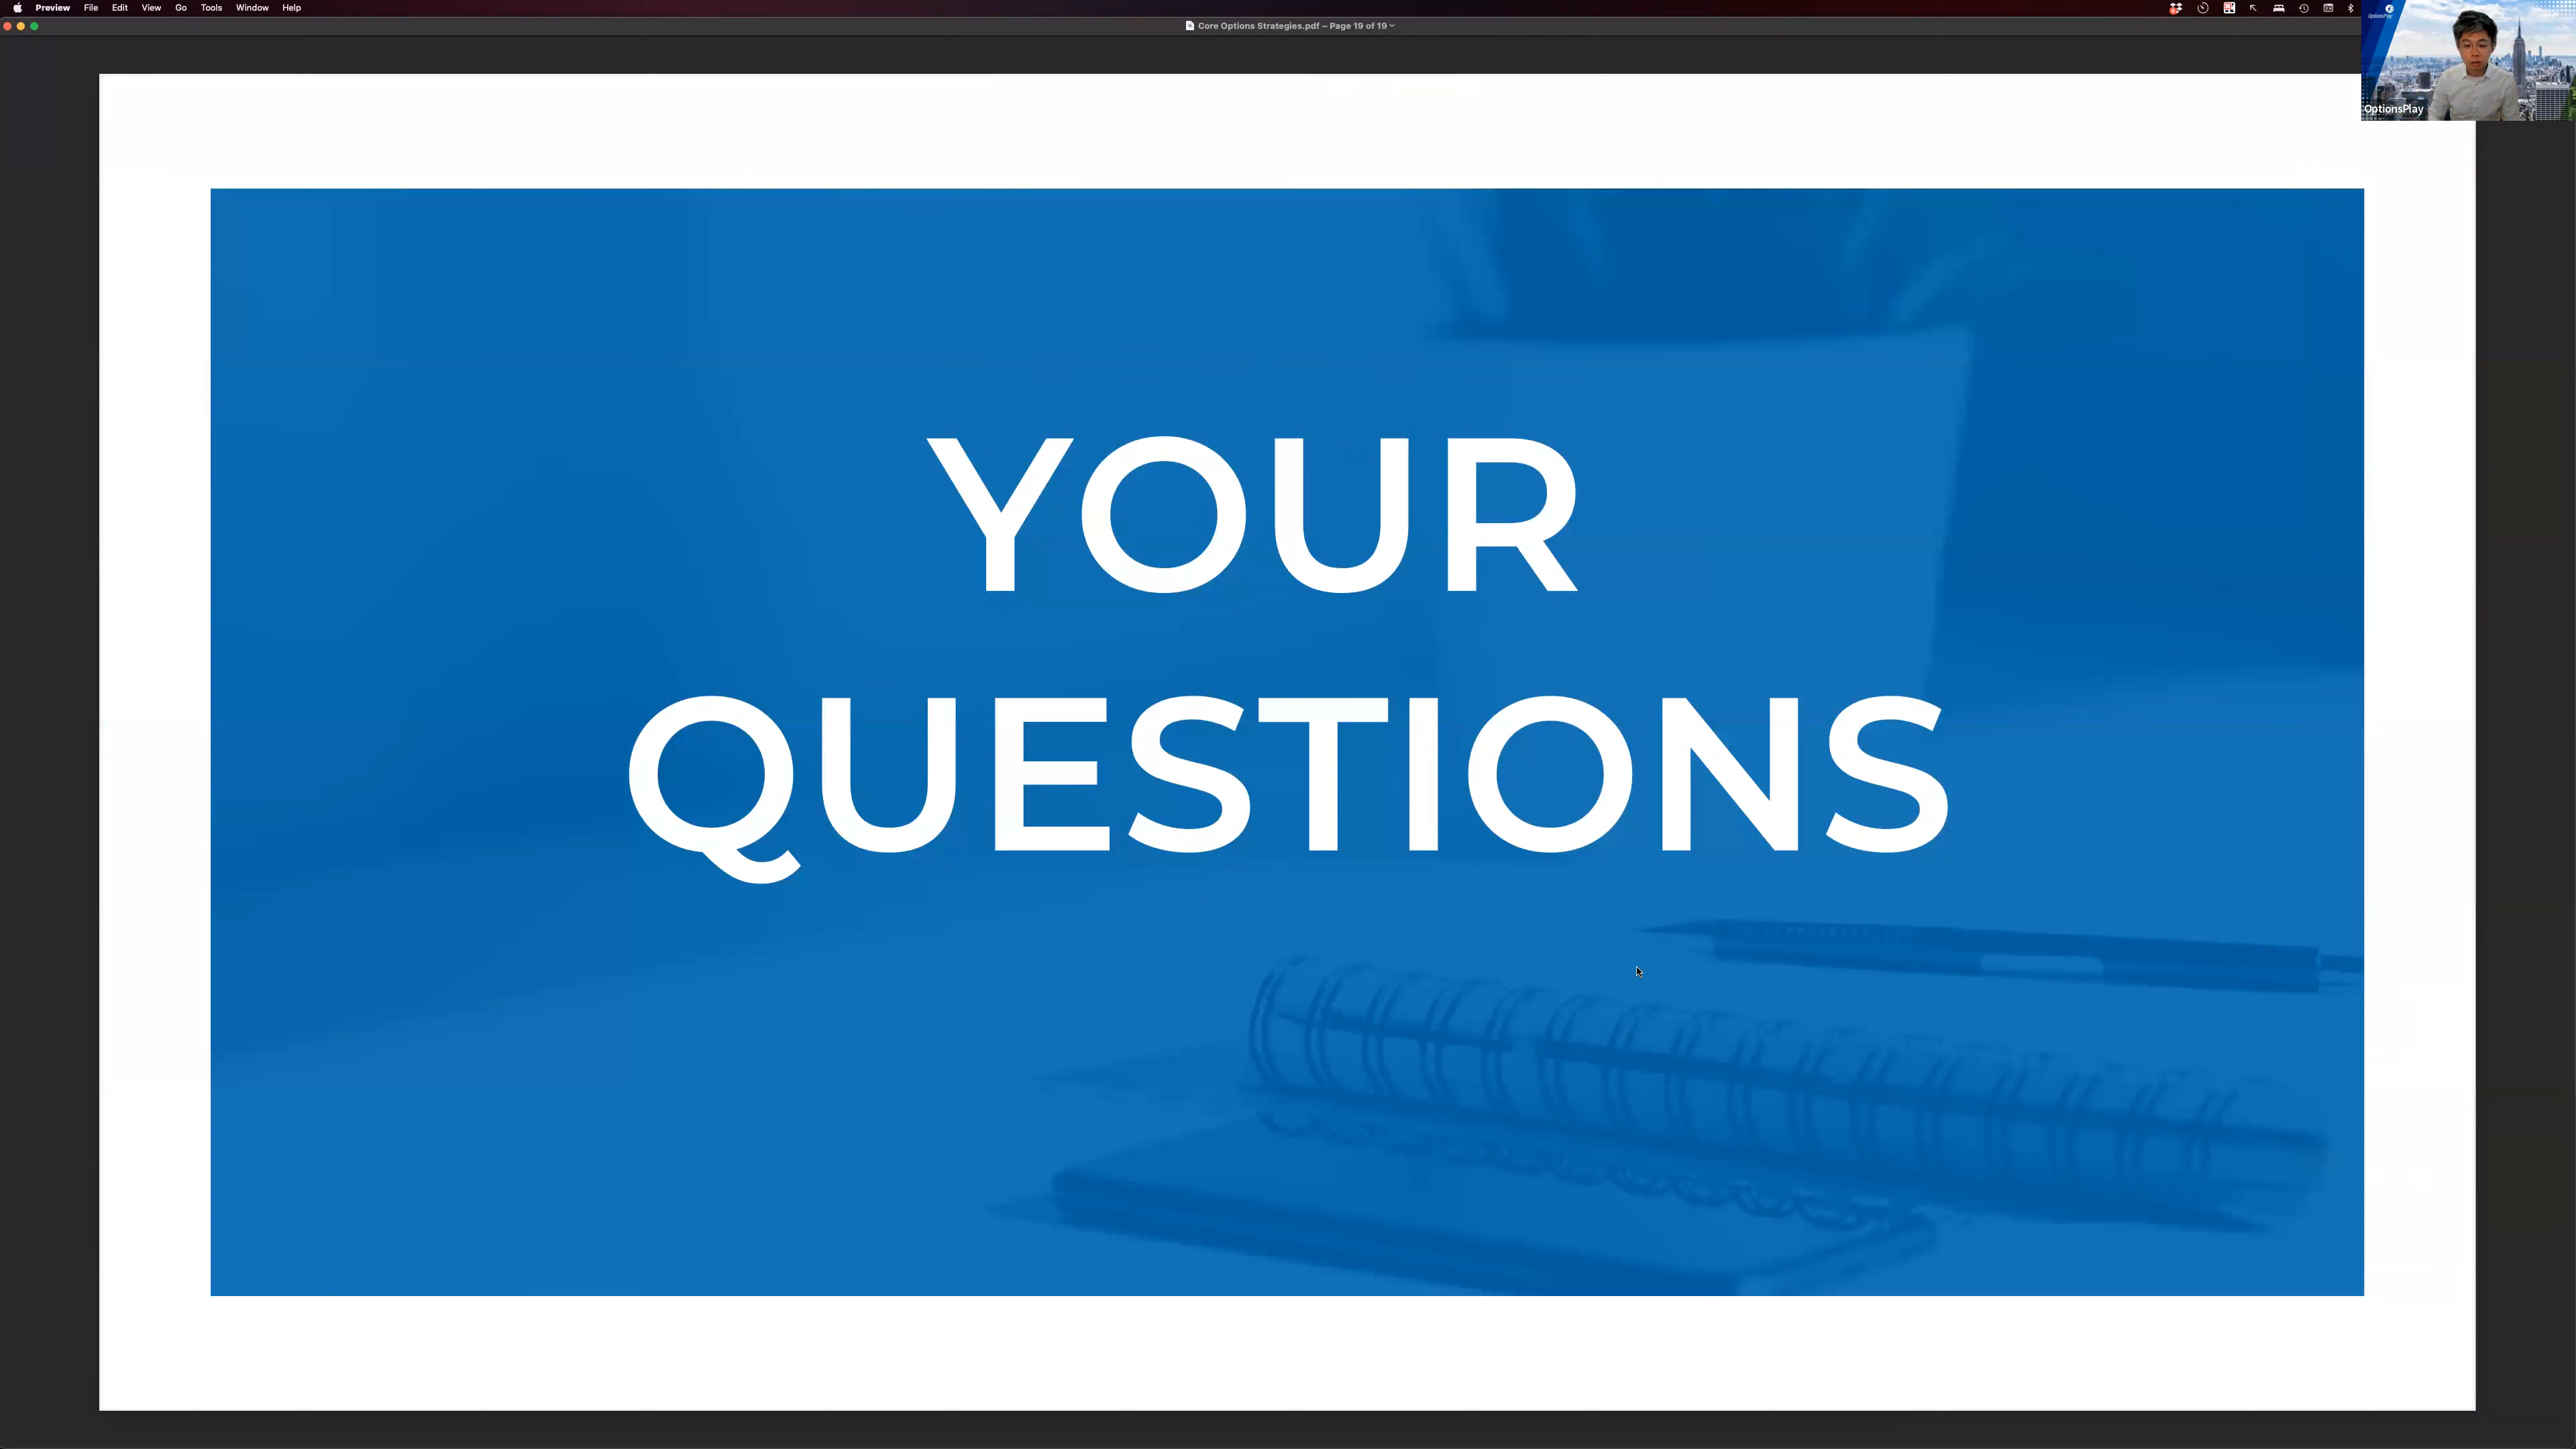 Preview File Edit View Go Tools Window Help
Core Options Strategies.pdf – Page 19 of 19
OptionsPlay
OptionsPlay
YOUR
QUESTIONS